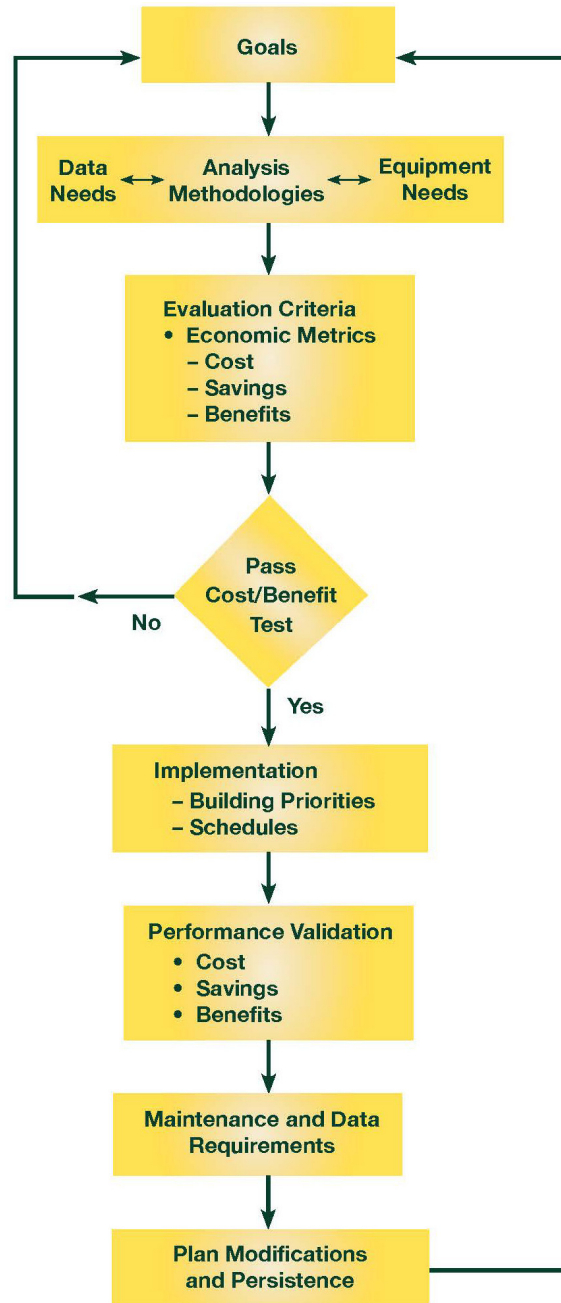 Goals
Data Needs
Analysis Methodologies
Equipment Needs
Evaluation Criteria
• Economic Metrics
– Cost
– Savings
– Benefits
Pass
Cost/Benefit
Test
No
Yes
Implementation
– Building Priorities
– Schedules
Performance Validation
• Cost
• Savings
• Benefits
Maintenance and Data
Requirements
Plan Modifications
and Persistence